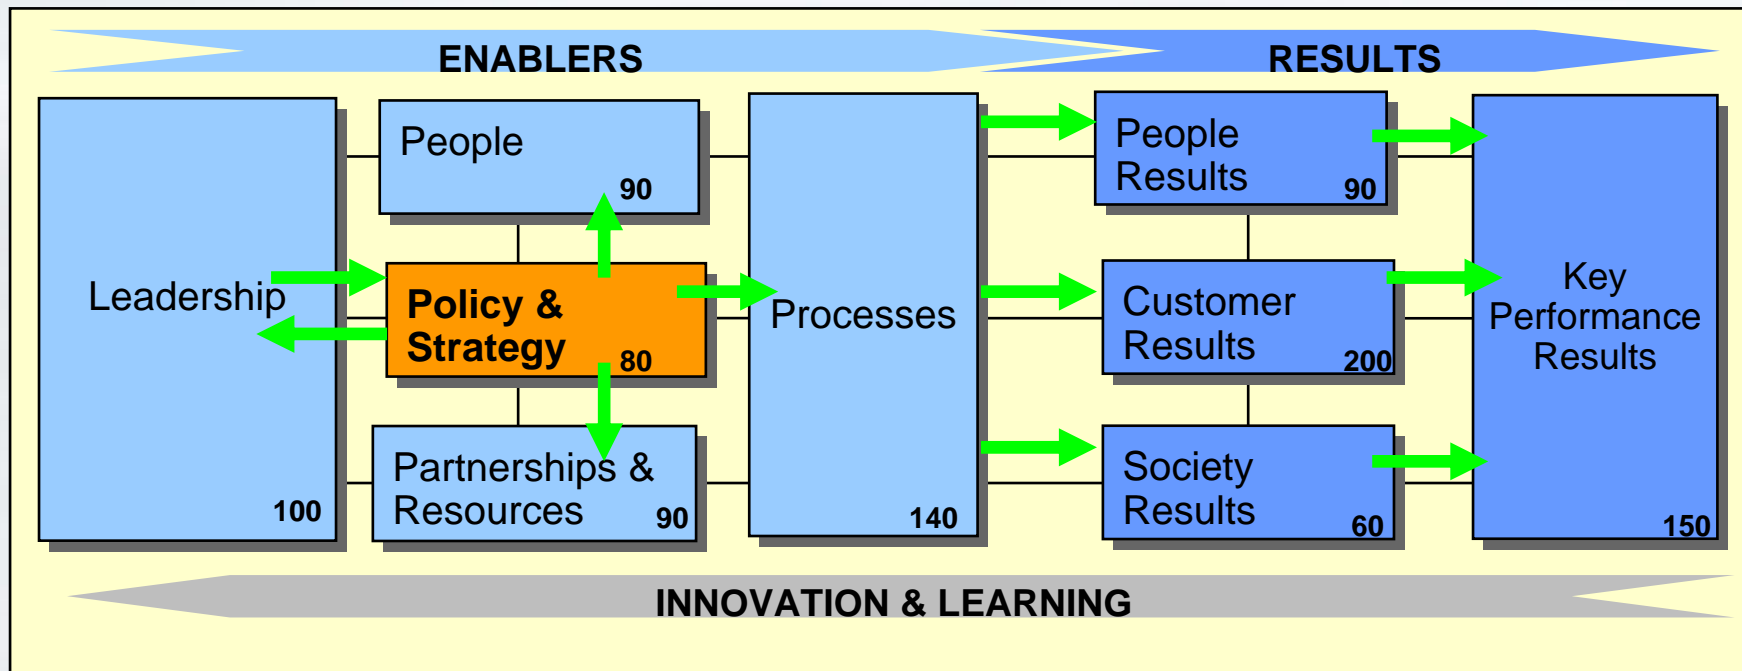 ENABLERS
RESULTS
Leadership
100
People
90
Policy &
Strategy
80
Partnerships &
Resources
90
Processes
140
People
Results
90
Customer
Results
200
Society
Results
60
Key
Performance
Results
150
INNOVATION & LEARNING